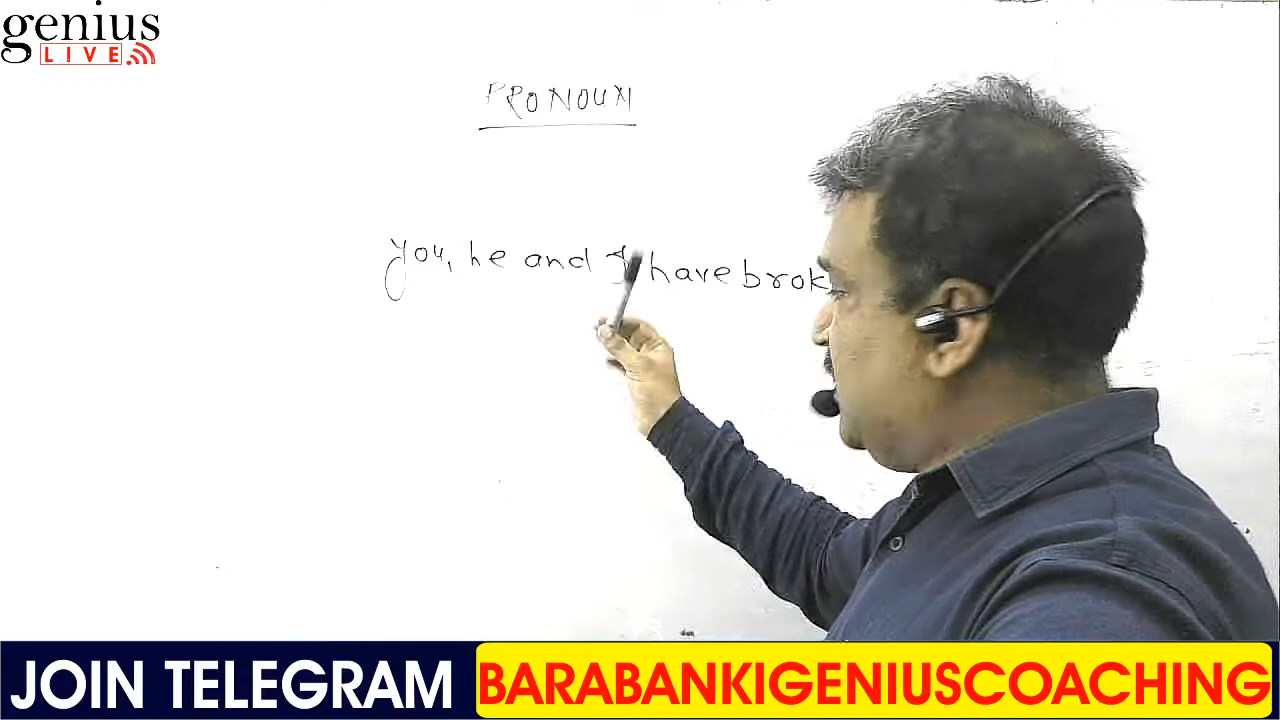 genius
LIVE
PRONOUN
You, he and I have brok
JOIN TELEGRAM BARABANKIGENIUSCOACHING